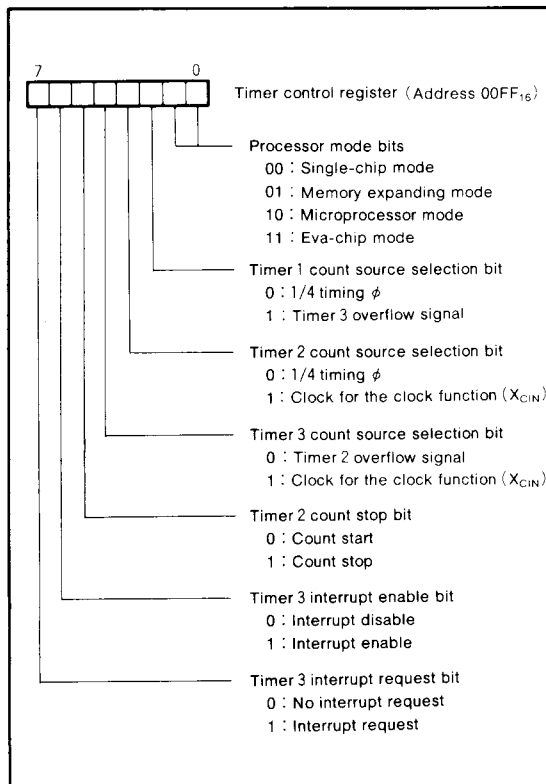 7 0
Timer control register (Address 00FF₁₆)
Processor mode bits
00 : Single-chip mode
01 : Memory expanding mode
10 : Microprocessor mode
11 : Eva-chip mode
Timer 1 count source selection bit
0 : 1/4 timing ϕ
1 : Timer 3 overflow signal
Timer 2 count source selection bit
0 : 1/4 timing ϕ
1 : Clock for the clock function (X_CIN)
Timer 3 count source selection bit
0 : Timer 2 overflow signal
1 : Clock for the clock function (X_CIN)
Timer 2 count stop bit
0 : Count start
1 : Count stop
Timer 3 interrupt enable bit
0 : Interrupt disable
1 : Interrupt enable
Timer 3 interrupt request bit
0 : No interrupt request
1 : Interrupt request